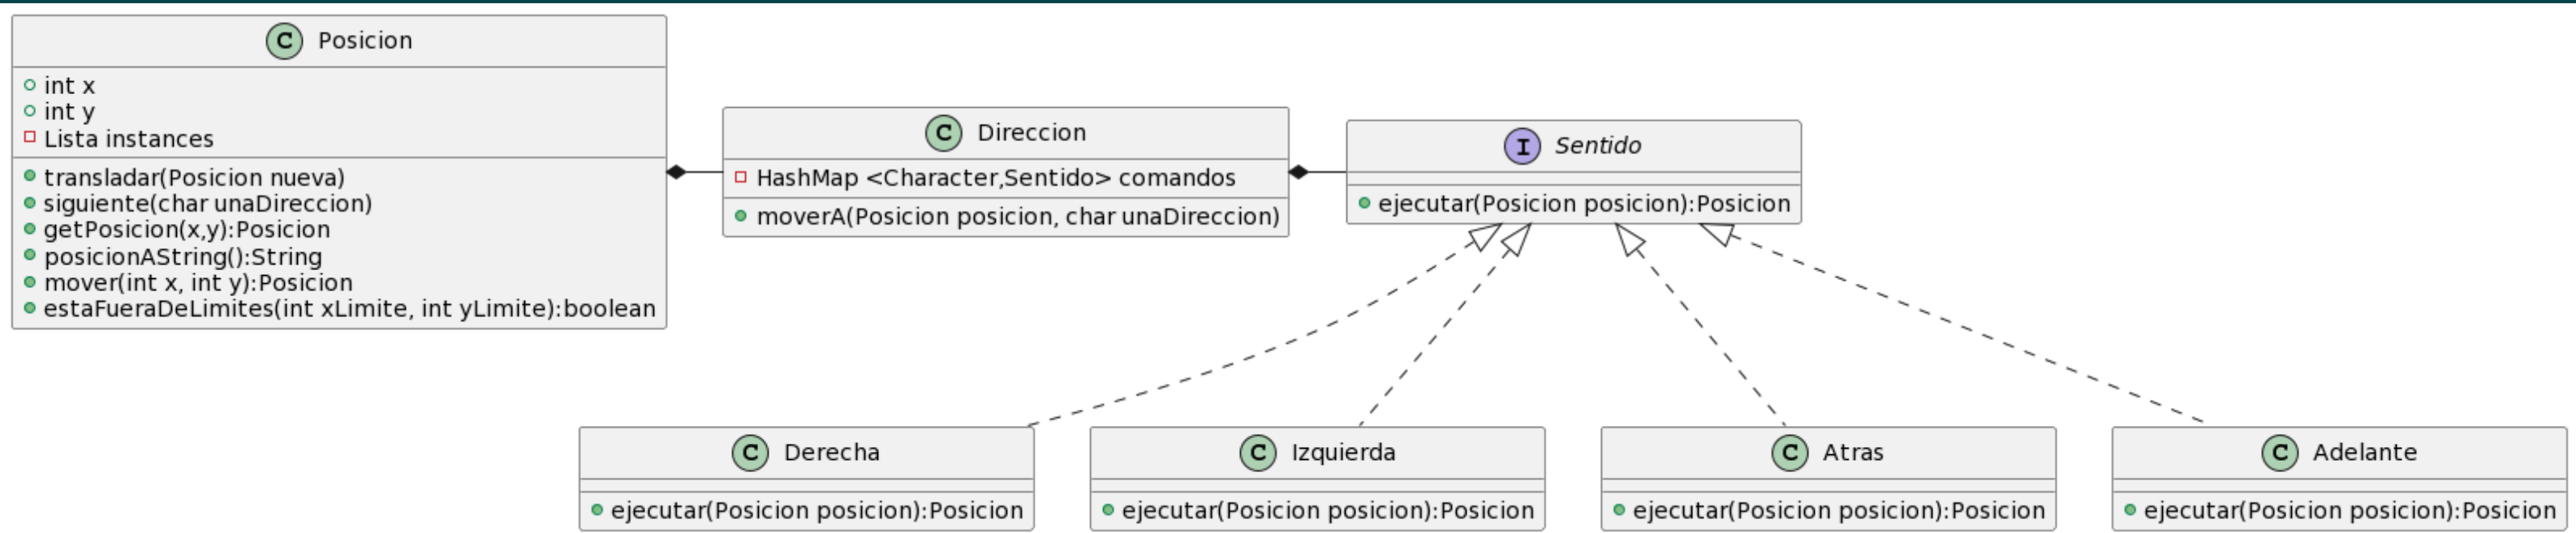 C Posicion
int x
int y
Lista instances
transladar(Posicion nueva)
siguiente(char unaDireccion)
getPosicion(x,y):Posicion
posicionAString():String
mover(int x, int y):Posicion
estaFueraDeLimites(int xLimite, int yLimite):boolean
C Direccion
HashMap <Character,Sentido> comandos
moverA(Posicion posicion, char unaDireccion)
I Sentido
ejecutar(Posicion posicion):Posicion
C Derecha
ejecutar(Posicion posicion):Posicion
C Izquierda
ejecutar(Posicion posicion):Posicion
C Atras
ejecutar(Posicion posicion):Posicion
C Adelante
ejecutar(Posicion posicion):Posicion